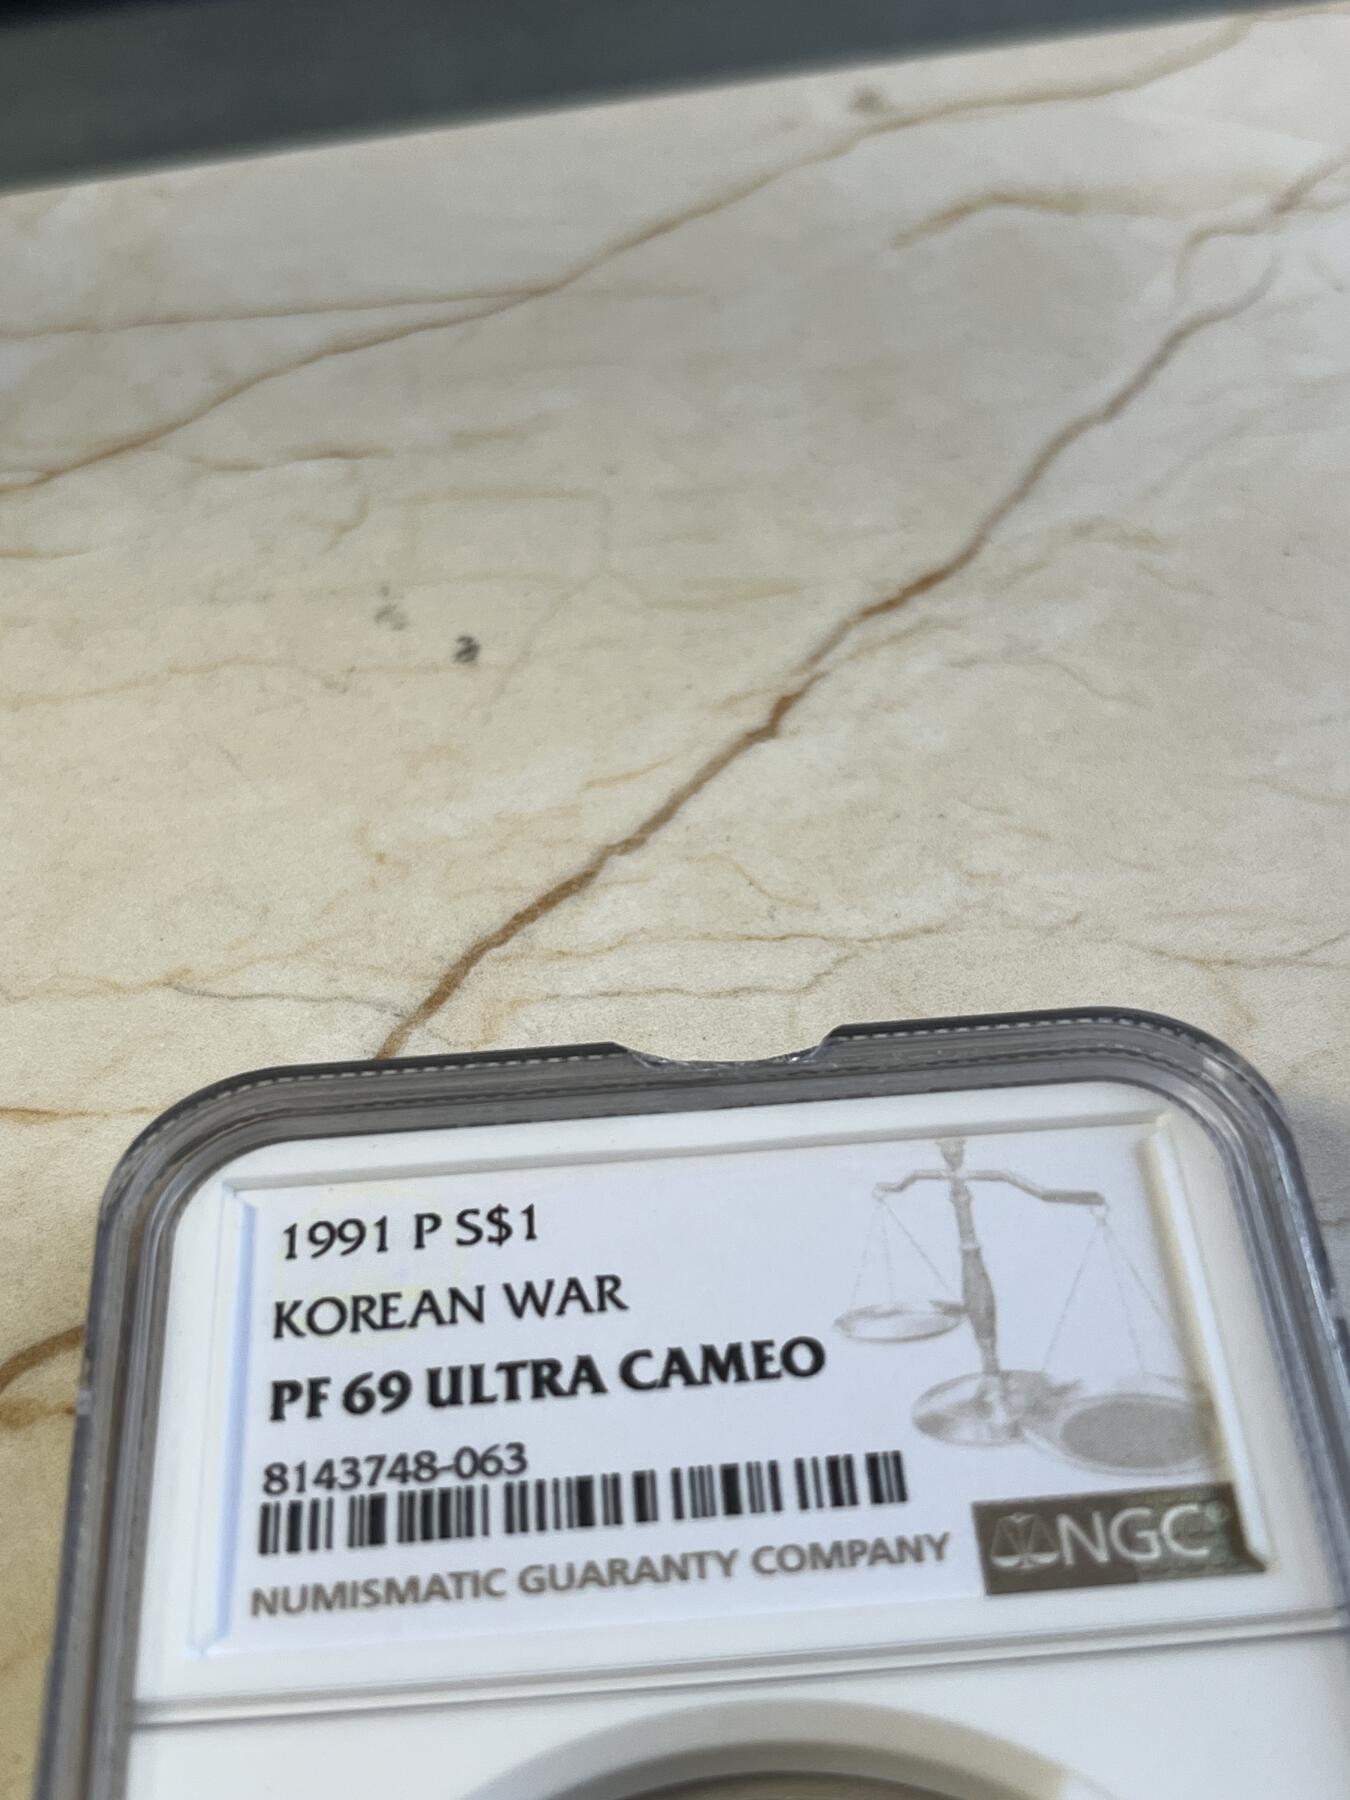 1991 P S$1
KOREAN WAR
PF 69 ULTRA CAMEO
8143748-063
NUMISMATIC GUARANTY COMPANY
NGC